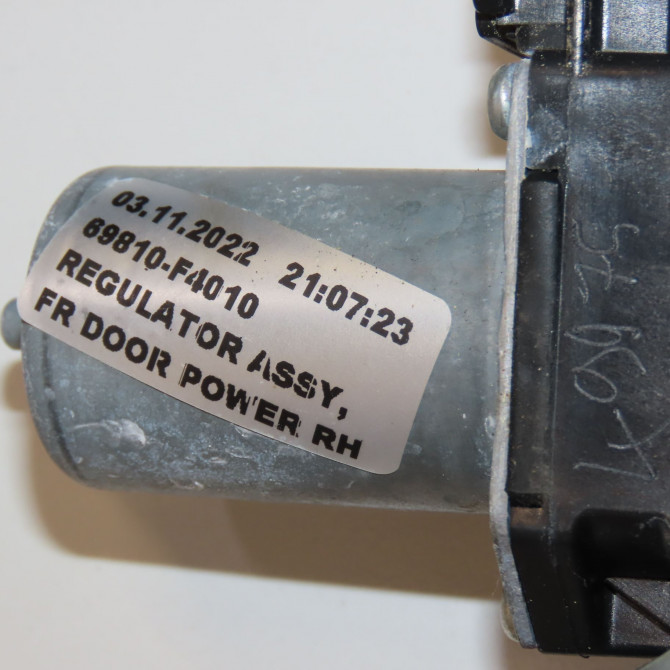 03.11.2022 21:07:23
69810-F4010
REGULATOR ASSY,
FR DOOR POWER RH